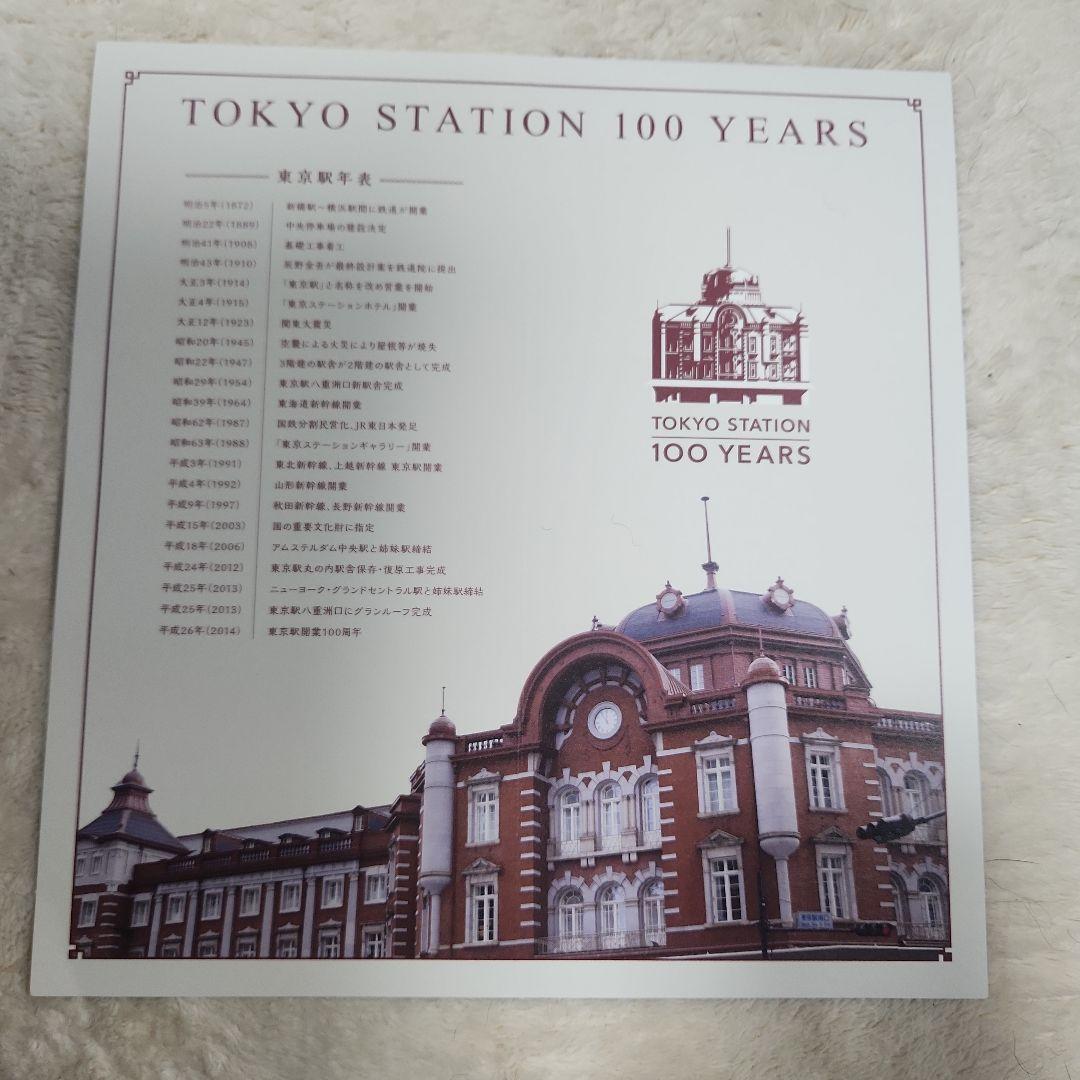 TOKYO STATION 100 YEARS
東京駅年表
明治5年(1872) 新橋駅〜横浜駅間に鉄道が開業
明治22年(1889) 中央停車場の建設決定
明治41年(1908) 基礎工事着工
明治43年(1910) 辰野金吾が最終設計案を鉄道院に提出
大正3年(1914) 「東京駅」と名称を改め営業を開始
大正4年(1915) 「東京ステーションホテル」開業
大正12年(1923) 関東大震災
昭和20年(1945) 空襲による火災により屋根等が焼失
昭和22年(1947) 3階建の駅舎が2階建の駅舎として完成
昭和29年(1954) 東京駅八重洲口新駅舎完成
昭和39年(1964) 東海道新幹線開業
昭和62年(1987) 国鉄分割民営化、JR東日本発足
昭和63年(1988) 「東京ステーションギャラリー」開業
平成3年(1991) 東北新幹線、上越新幹線 東京駅開業
平成4年(1992) 山形新幹線開業
平成9年(1997) 秋田新幹線、長野新幹線開業
平成15年(2003) 国の重要文化財に指定
平成18年(2006) アムステルダム中央駅と姉妹駅締結
平成24年(2012) 東京駅丸の内駅舎保存・復原工事完成
平成25年(2013) ニューヨーク・グランドセントラル駅と姉妹駅締結
平成25年(2013) 東京駅八重洲口にグランルーフ完成
平成26年(2014) 東京駅開業100周年
TOKYO STATION
100 YEARS